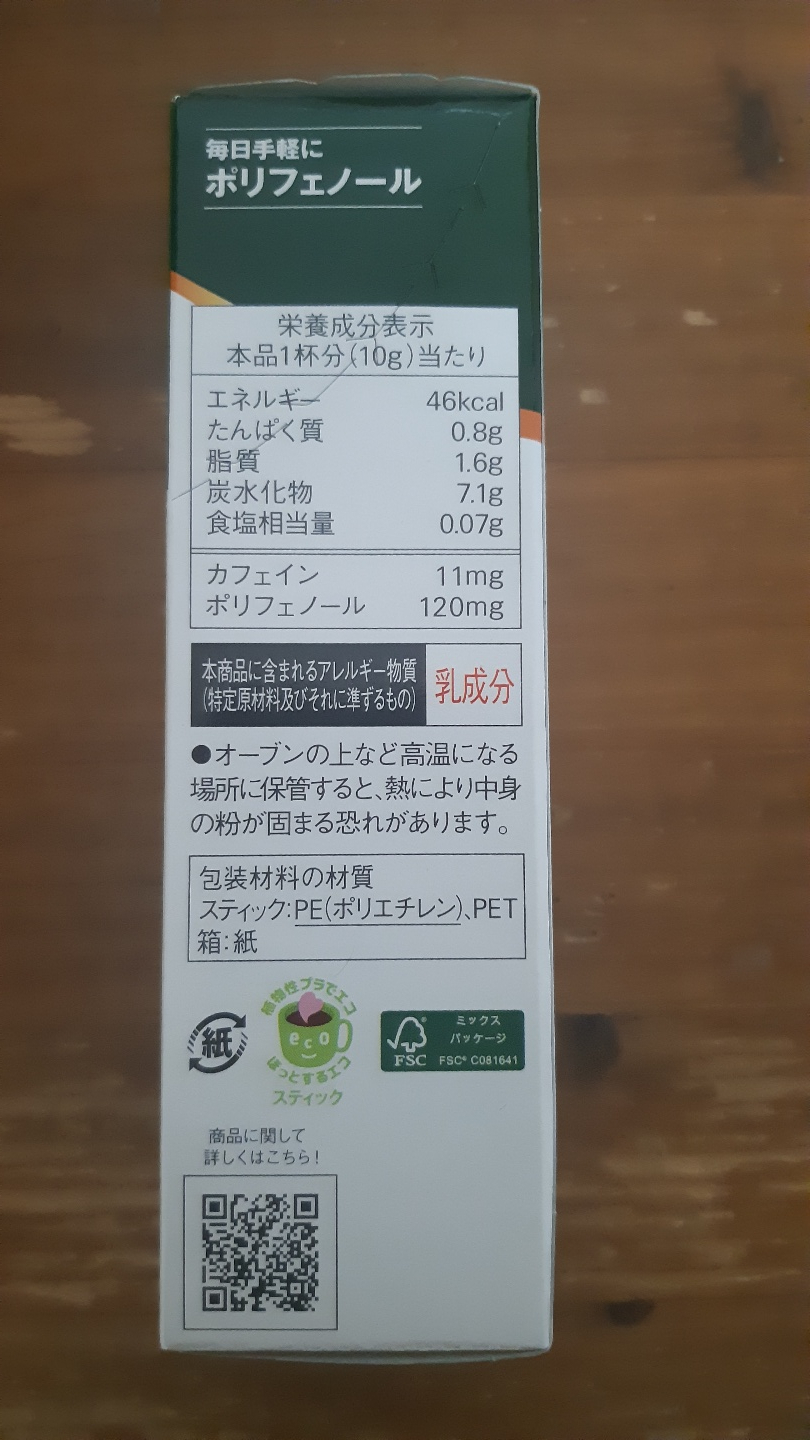 毎日手軽に
ポリフェノール
栄養成分表示
本品1杯分(10g)当たり
エネルギー 46kcal
たんぱく質 0.8g
脂質 1.6g
炭水化物 7.1g
食塩相当量 0.07g
カフェイン 11mg
ポリフェノール 120mg
本商品に含まれるアレルギー物質
(特定原材料及びそれに準ずるもの)
乳成分
●オーブンの上など高温になる
場所に保管すると、熱により中身
の粉が固まる恐れがあります。
包装材料の材質
スティック:PE(ポリエチレン)、PET
箱:紙
紙
植物性プラでエコ
eco
ほっとするエコ
スティック
FSC®
ミックス
パッケージ
FSC® C081641
商品に関して
詳しくはこちら!